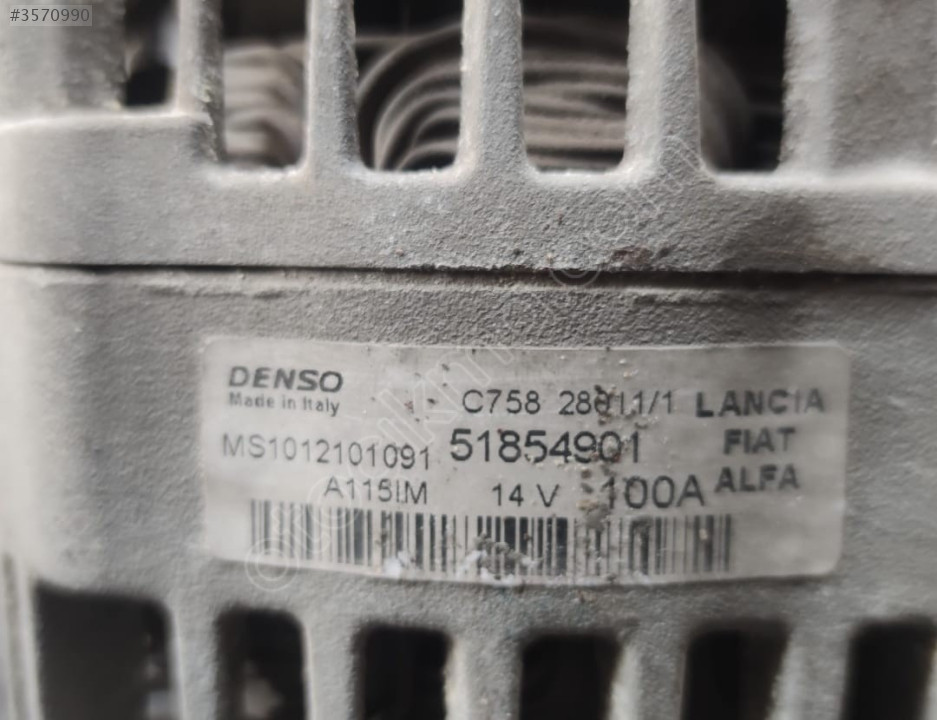 #3570990
DENSO
Made in Italy
C758 LANCIA
MS1012101091 51854901 FIAT
A115IM 14 V 100A ALFA